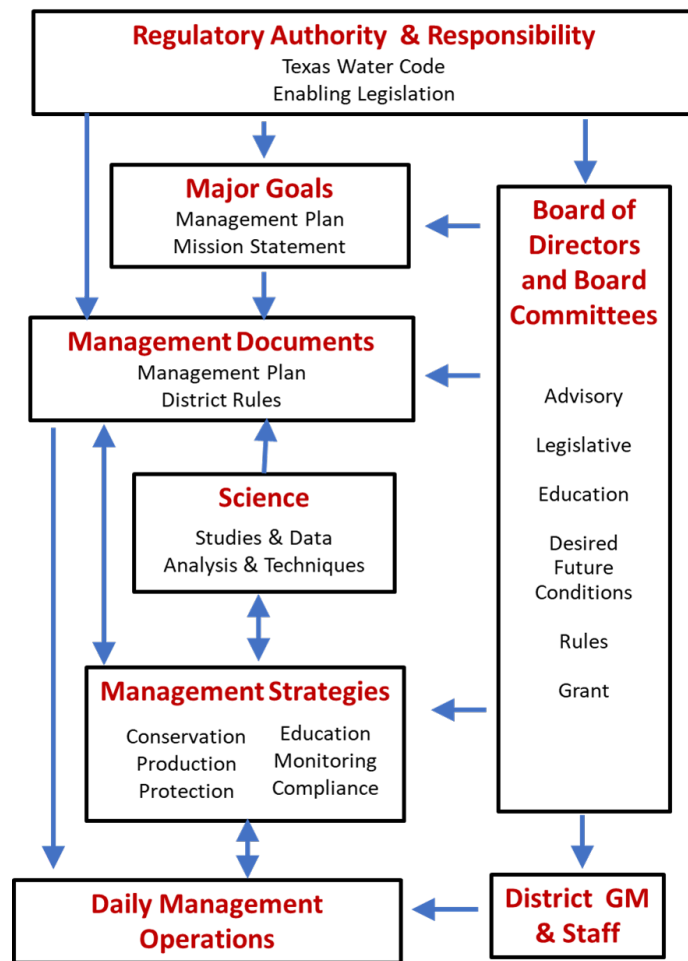 Regulatory Authority & Responsibility
Texas Water Code
Enabling Legislation
Major Goals
Management Plan
Mission Statement
Management Documents
Management Plan
District Rules
Science
Studies & Data
Analysis & Techniques
Management Strategies
Conservation
Production
Protection
Education
Monitoring
Compliance
Daily Management
Operations
Board of
Directors
and Board
Committees
Advisory
Legislative
Education
Desired
Future
Conditions
Rules
Grant
District GM
& Staff